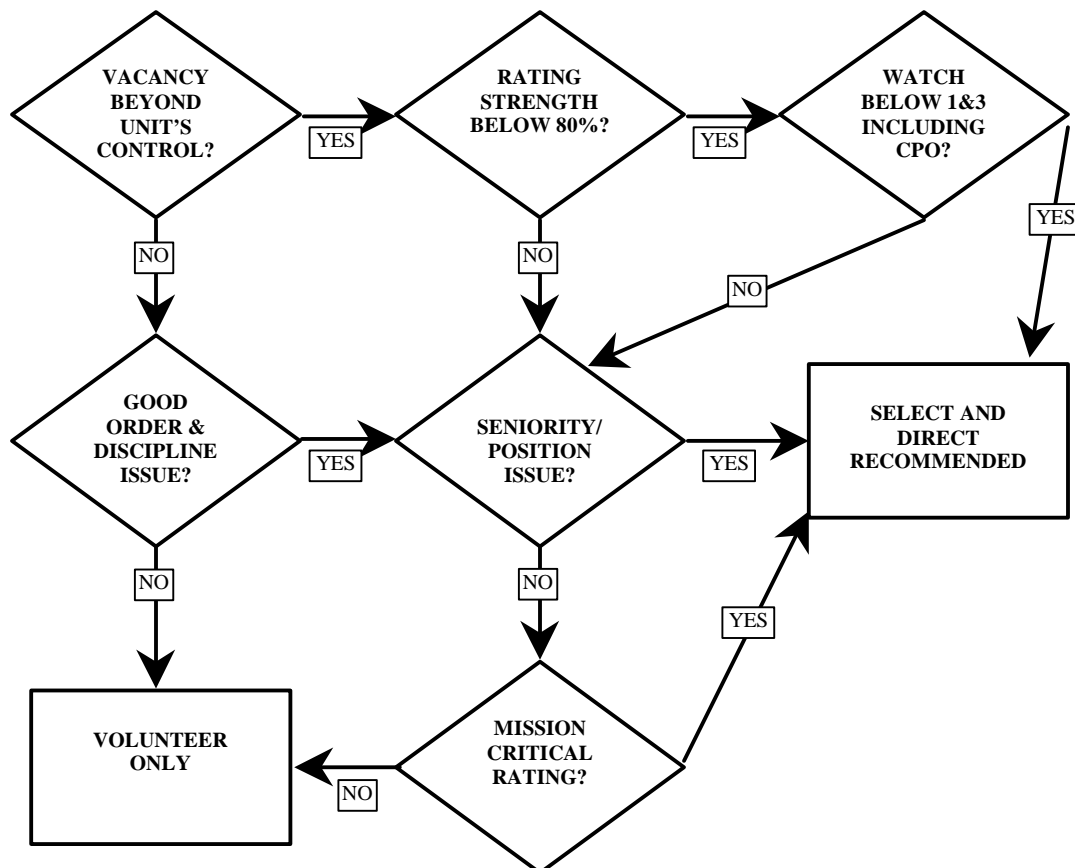 VACANCY
BEYOND
UNIT'S
CONTROL?
YES
RATING
STRENGTH
BELOW 80%?
YES
WATCH
BELOW 1&3
INCLUDING
CPO?
YES
NO
NO
NO
GOOD
ORDER &
DISCIPLINE
ISSUE?
YES
SENIORITY/
POSITION
ISSUE?
YES
SELECT AND
DIRECT
RECOMMENDED
NO
NO
YES
VOLUNTEER
ONLY
NO
MISSION
CRITICAL
RATING?